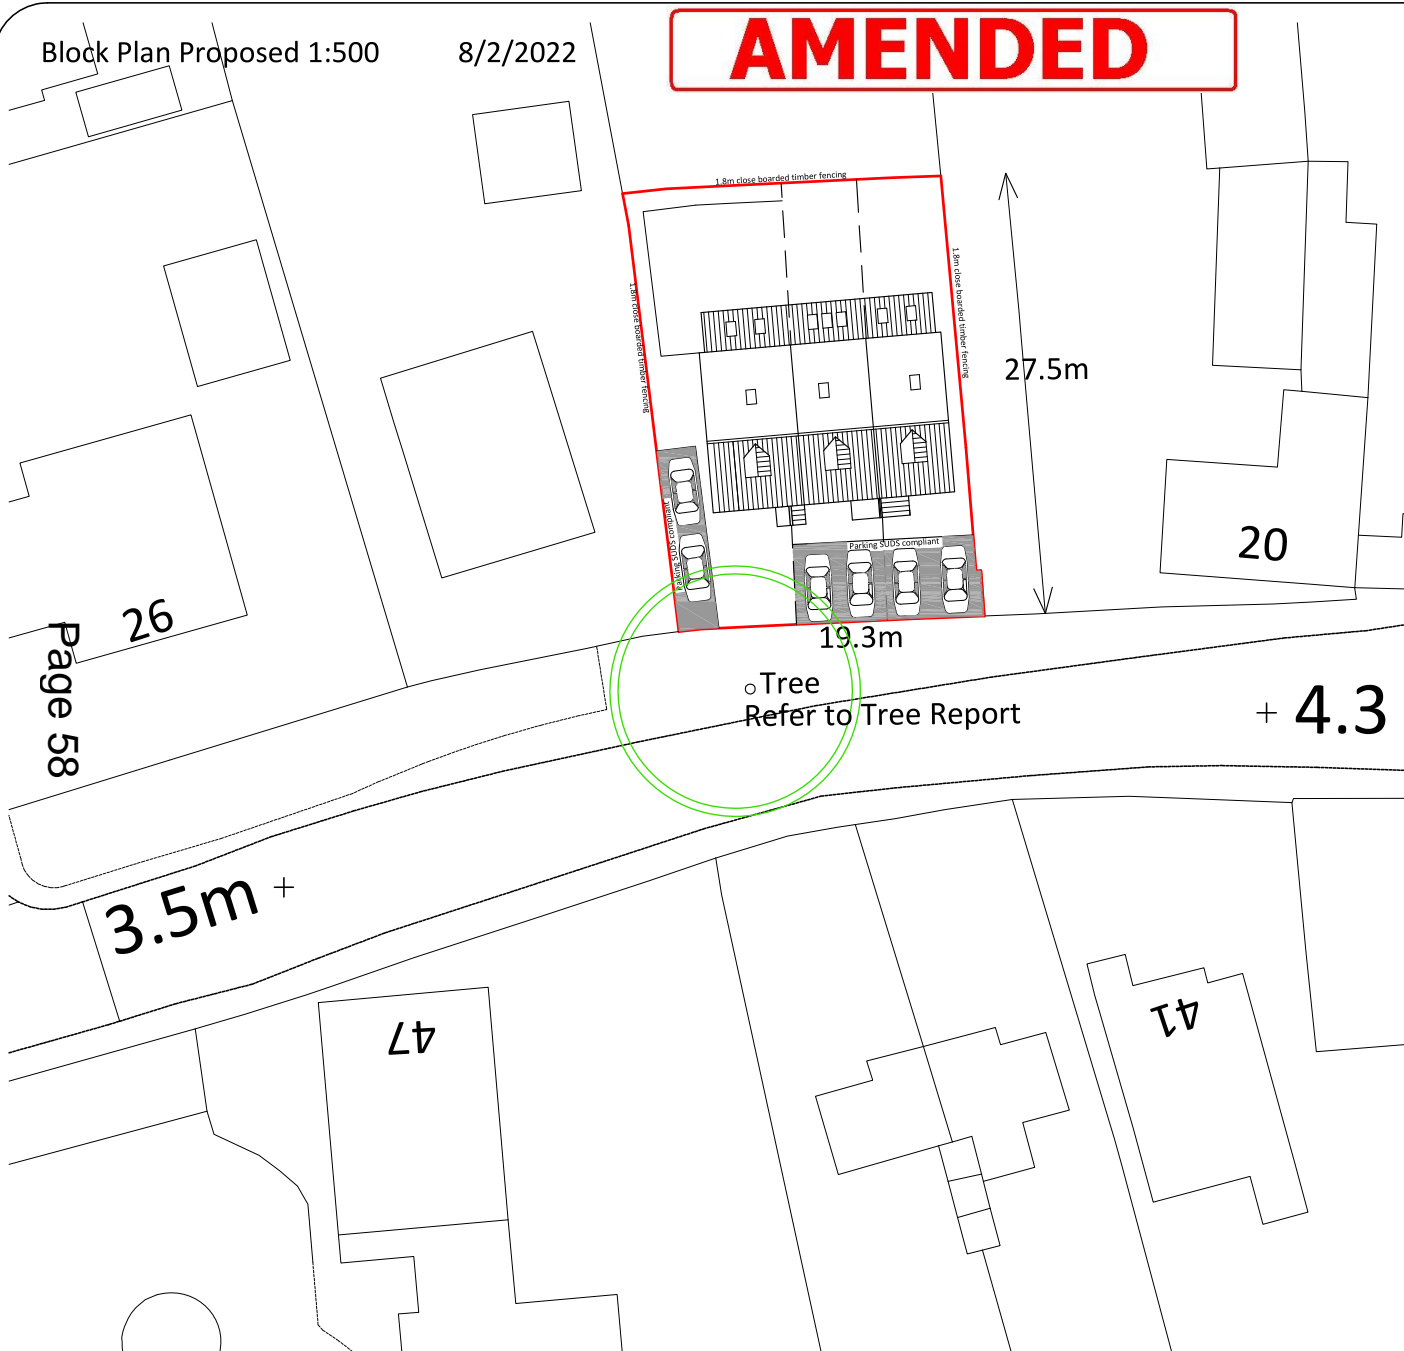 Block Plan Proposed 1:500 8/2/2022
AMENDED
1.8m close boarded timber fencing
1.8m close boarded timber fencing
1.8m close boarded timber fencing
27.5m
Parking SUDS compliant
Parking SUDS compliant
20
26
19.3m
Page 58
Tree
Refer to Tree Report
+ 4.3
3.5m +
47
41